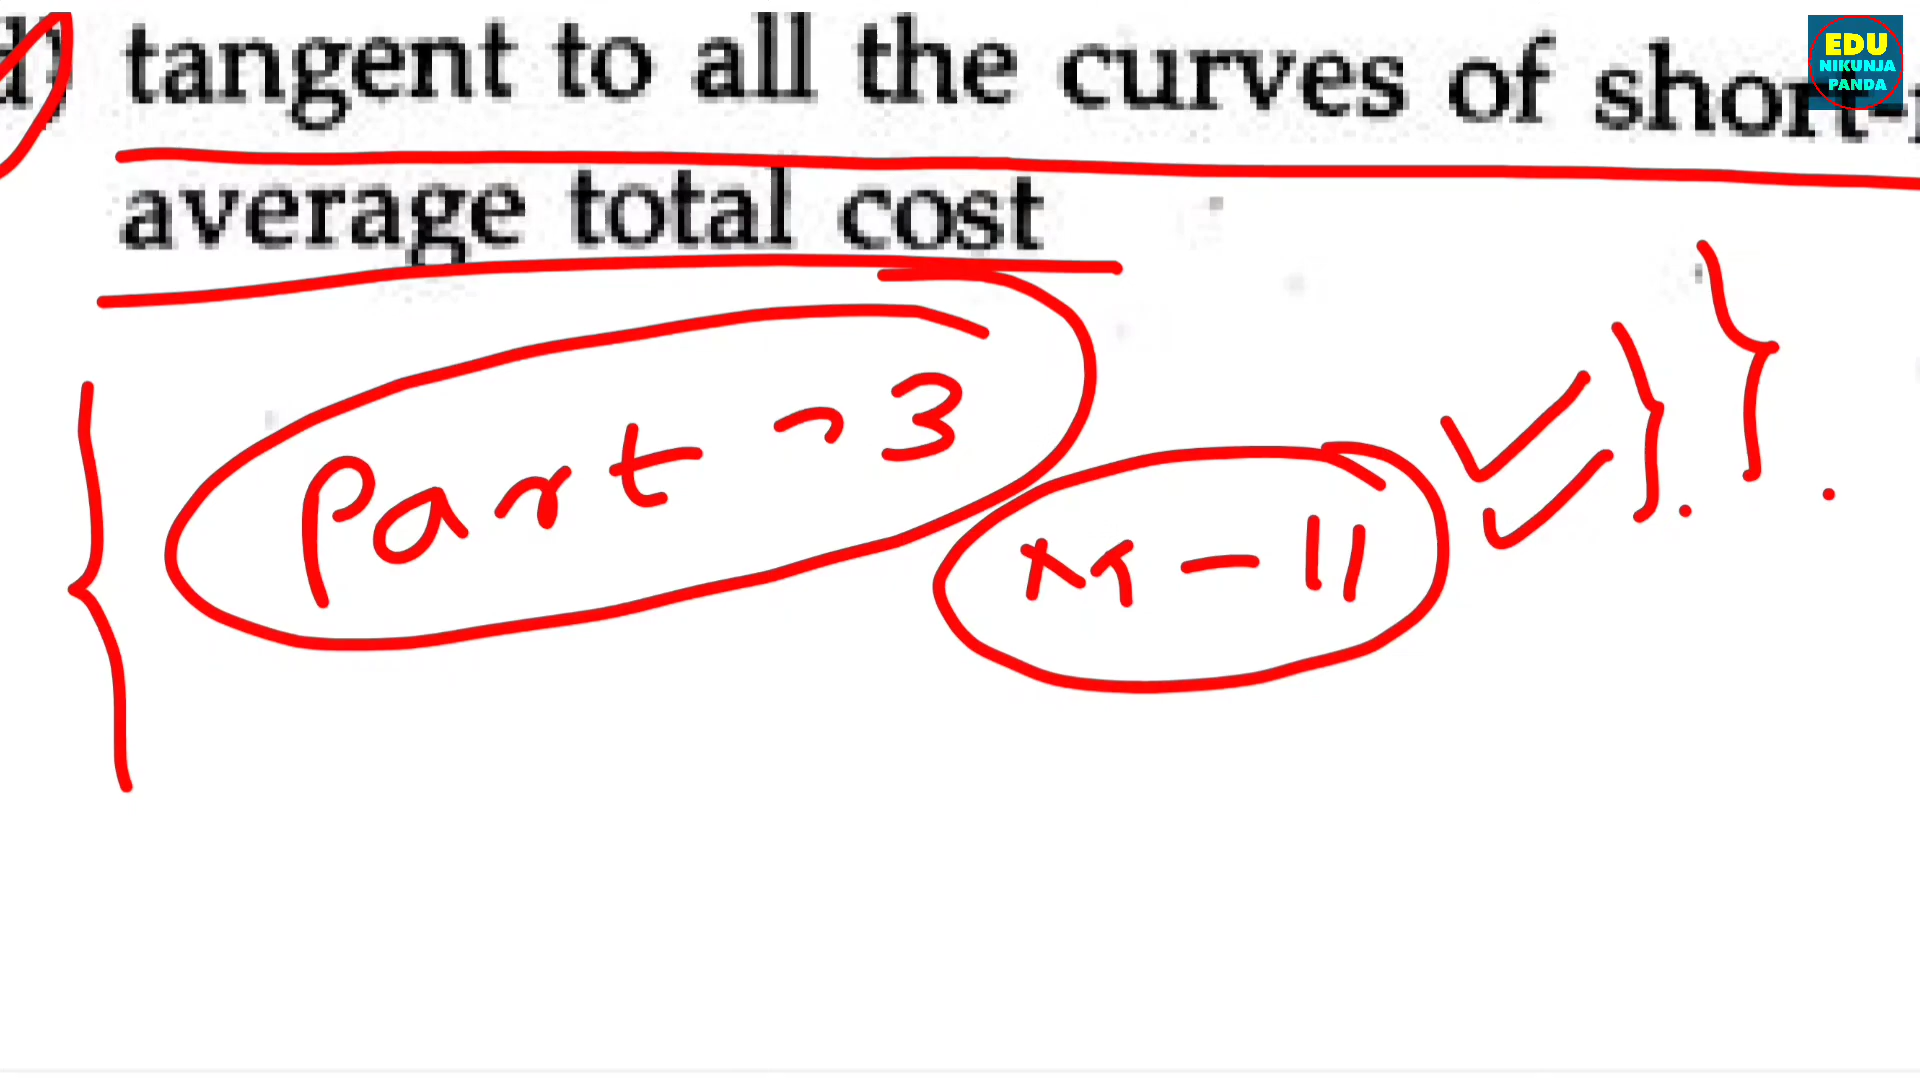 d) tangent to all the curves of short-
average total cost
Part - 3
- 11
EDU
NIKUNJA
PANDA